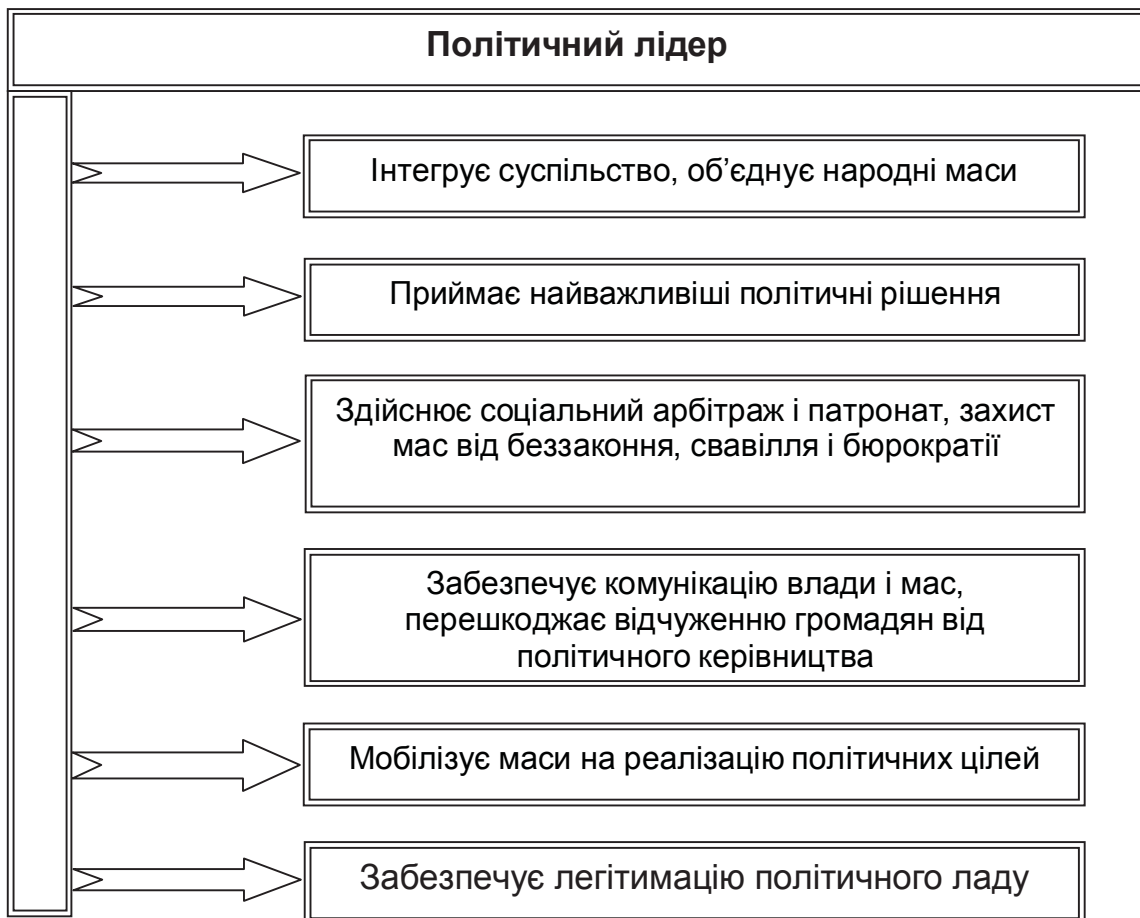 Політичний лідер
Інтегрує суспільство, об’єднує народні маси
Приймає найважливіші політичні рішення
Здійснює соціальний арбітраж і патронат, захист
мас від беззаконня, свавілля і бюрократії
Забезпечує комунікацію влади і мас,
перешкоджає відчуженню громадян від
політичного керівництва
Мобілізує маси на реалізацію політичних цілей
Забезпечує легітимацію політичного ладу